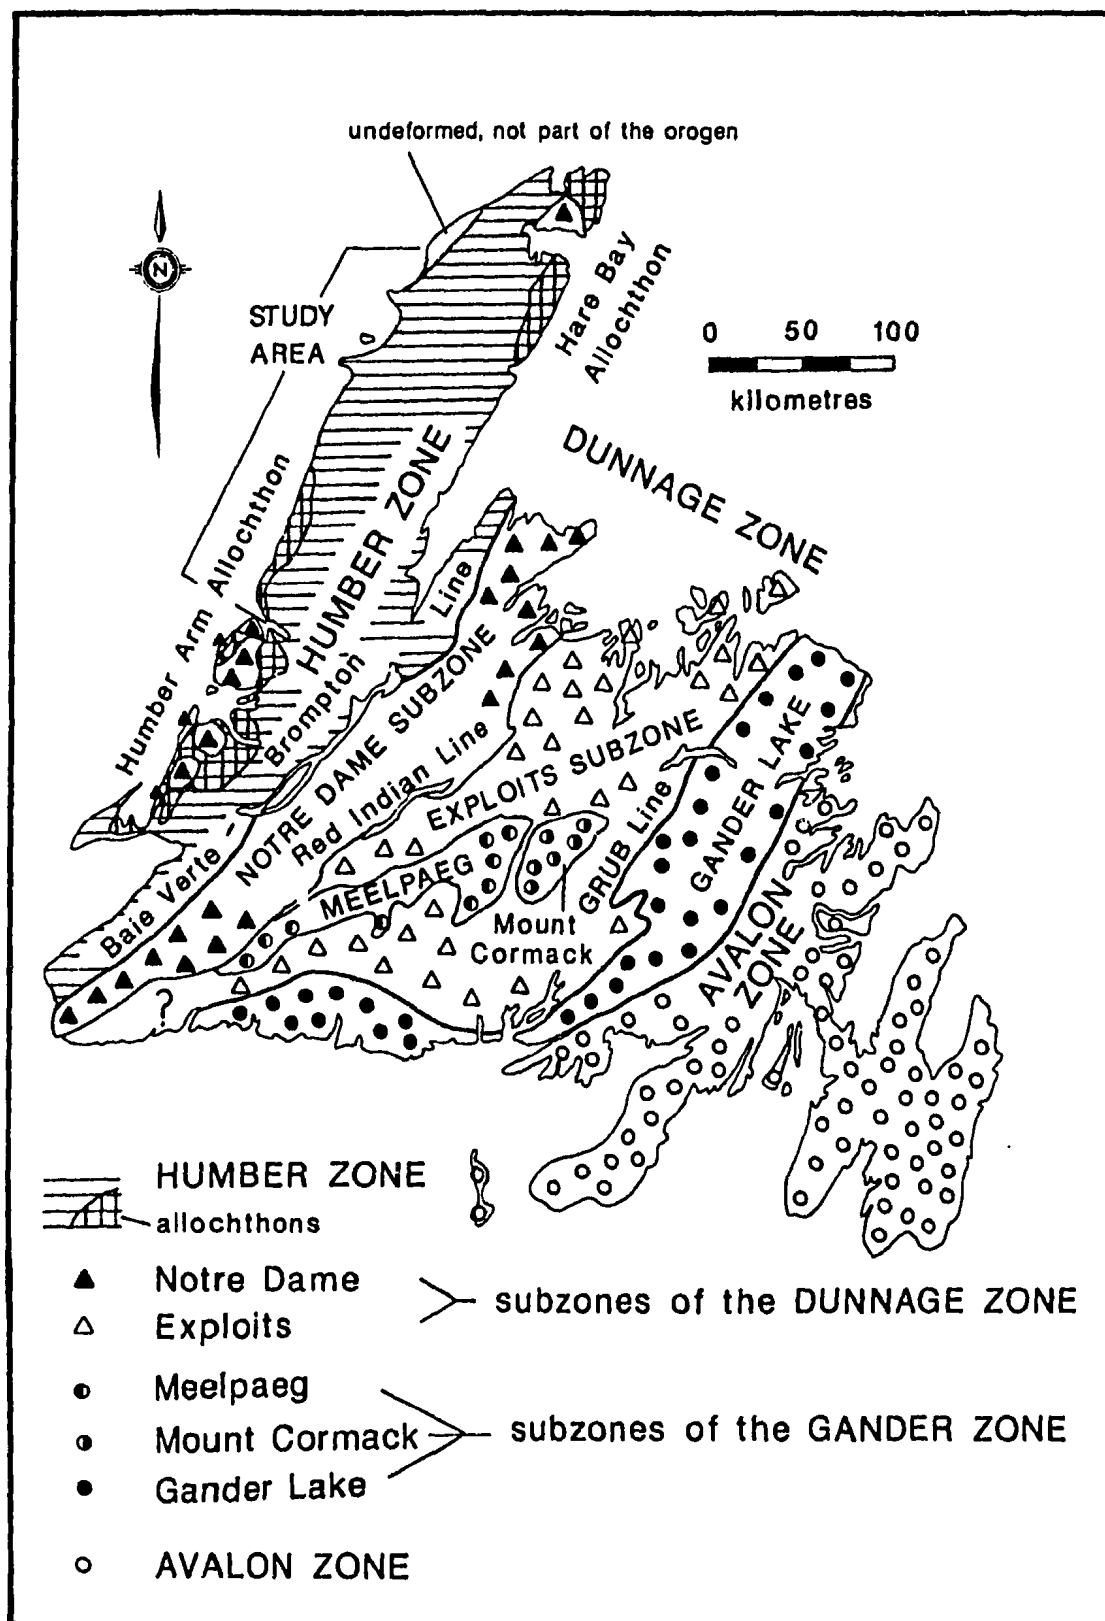 undeformed, not part of the orogen
N
STUDY
AREA
Hare Bay
Allochthon
0 50 100
kilometres
DUNNAGE ZONE
HUMBER ZONE
Humber Arm Allochthon
Baie Verte - Brompton Line
NOTRE DAME SUBZONE
Red Indian Line
EXPLOITS SUBZONE
MEELPAEG
Mount
Cormack
GRUB Line
GANDER LAKE
AVALON
ZONE
?
HUMBER ZONE
allochthons
Notre Dame
Exploits
subzones of the DUNNAGE ZONE
Meelpaeg
Mount Cormack
Gander Lake
subzones of the GANDER ZONE
AVALON ZONE